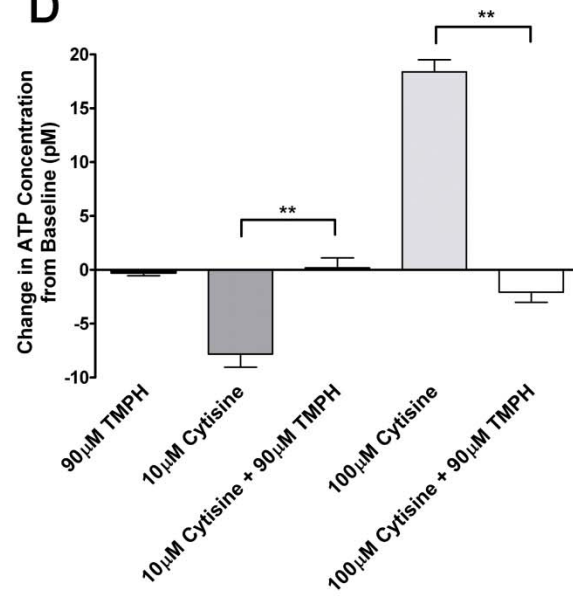 D
Change in ATP Concentration
from Baseline (pM)
20
15
10
5
0
-5
-10
**
**
90μM TMPH
10μM Cytisine
10μM Cytisine + 90μM TMPH
100μM Cytisine
100μM Cytisine + 90μM TMPH